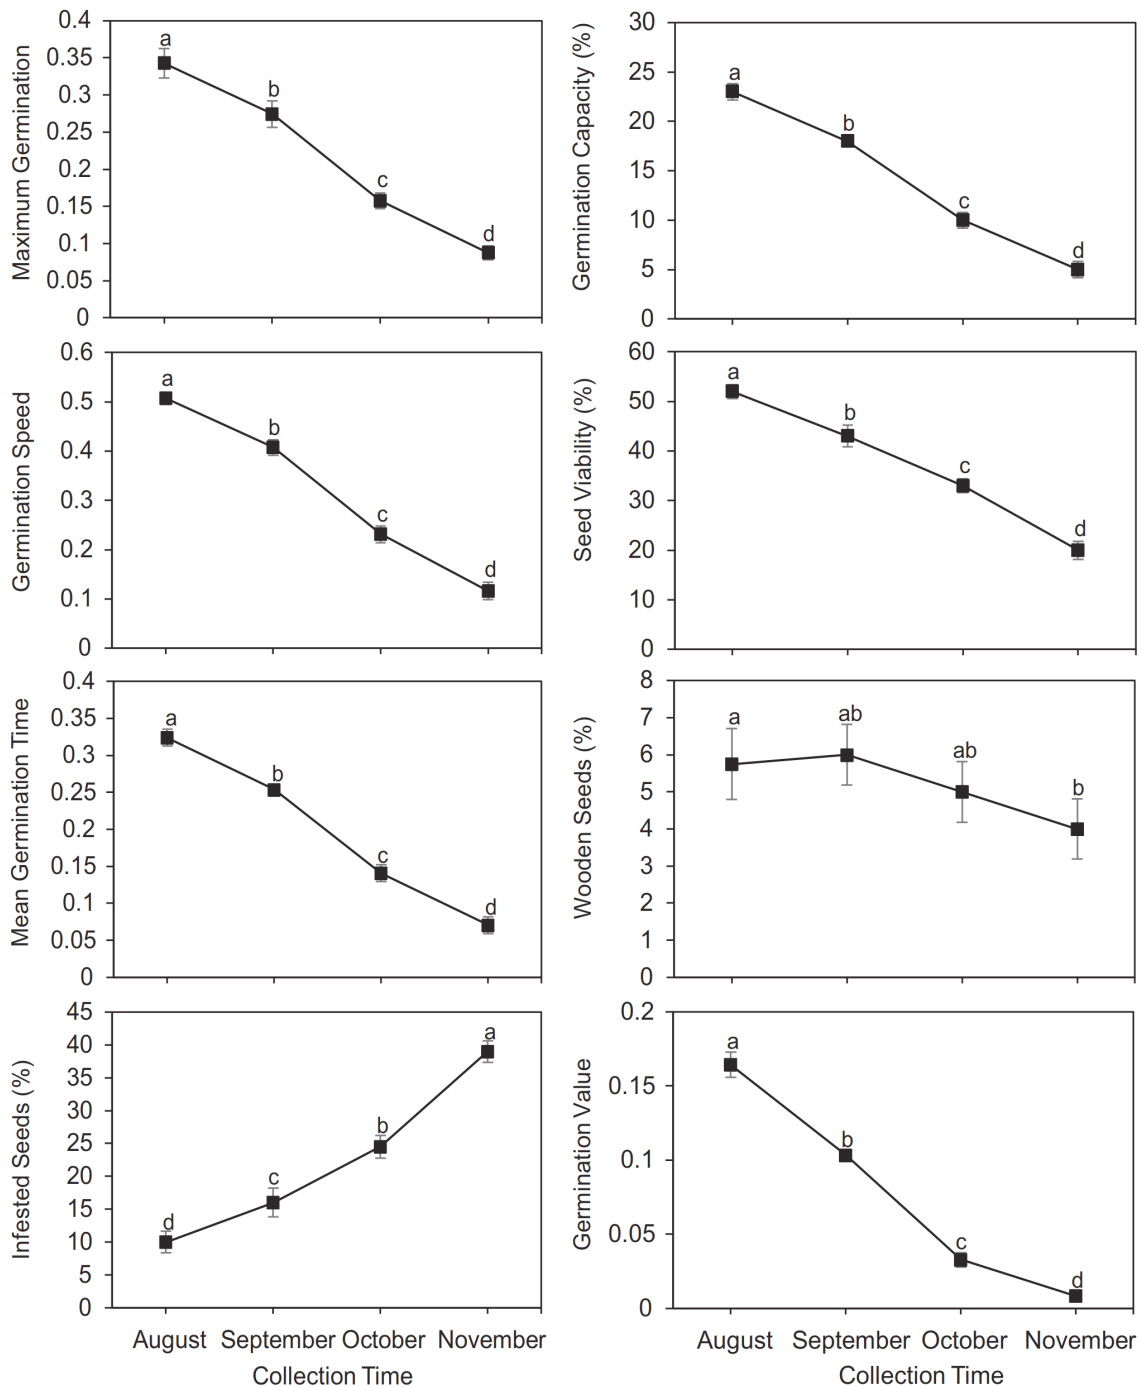 0.4
0.35
0.3
0.25
0.2
0.15
0.1
0.05
0
Maximum Germination
a
b
c
d
30
25
20
15
10
5
0
Germination Capacity (%)
a
b
c
d
0.6
0.5
0.4
0.3
0.2
0.1
0
Germination Speed
a
b
c
d
60
50
40
30
20
10
0
Seed Viability (%)
a
b
c
d
0.4
0.35
0.3
0.25
0.2
0.15
0.1
0.05
0
Mean Germination Time
a
b
c
d
8
7
6
5
4
3
2
1
0
Wooden Seeds (%)
a
ab
ab
b
45
40
35
30
25
20
15
10
5
0
Infested Seeds (%)
d
c
b
a
August September October November
Collection Time
0.2
0.15
0.1
0.05
0
Germination Value
a
b
c
d
August September October November
Collection Time